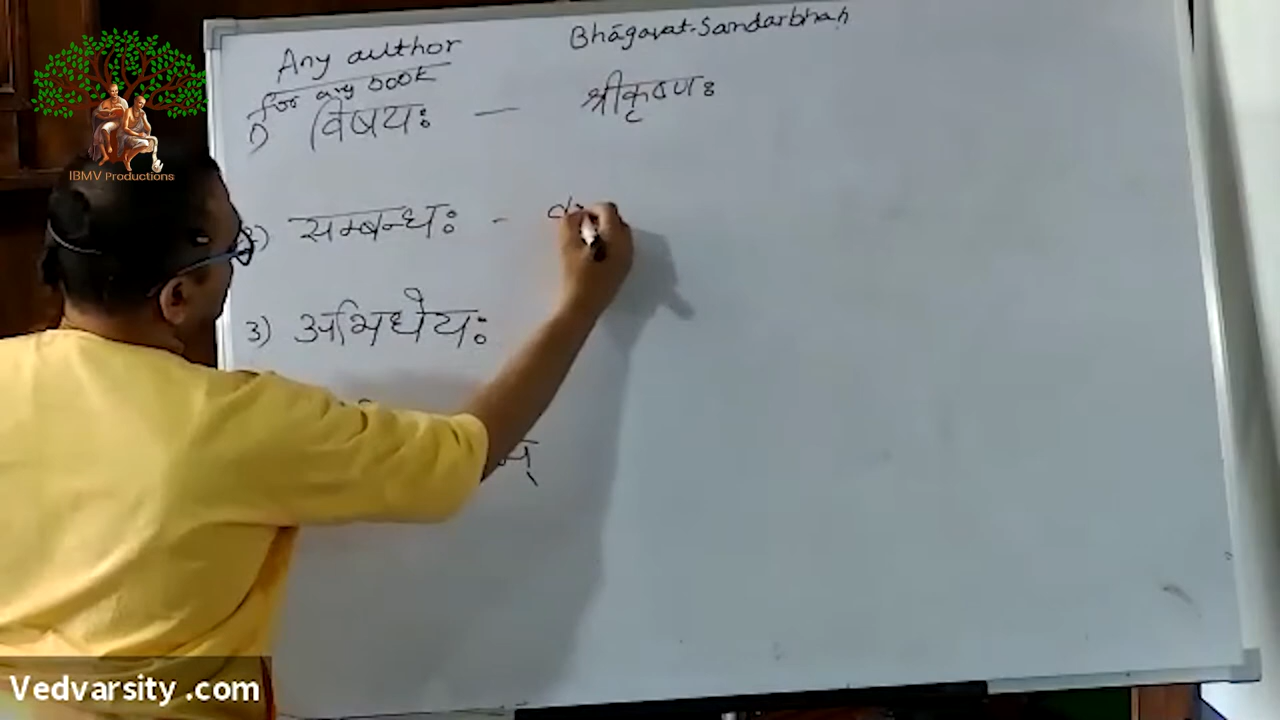 IBMV Productions
Any author
for any book
Bhāgavat-Sandarbhaḥ
1) विषयः — श्रीकृष्णः
2) सम्बन्धः -
3) अभिधेयः
Vedvarsity .com